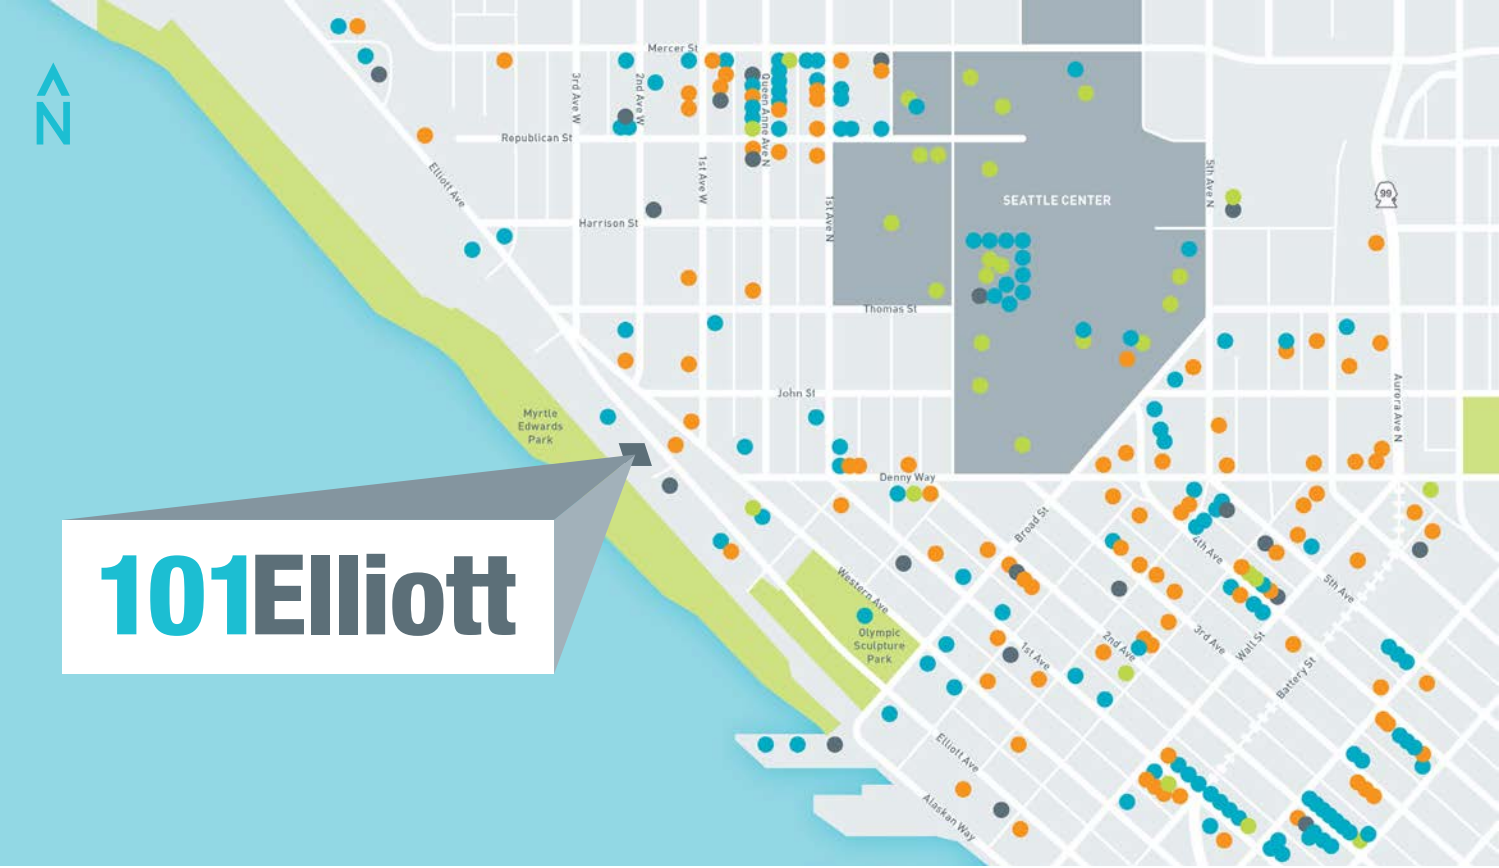 N
Mercer St
3rd Ave W
2nd Ave W
Queen Anne Ave N
Republican St
Elliott Ave
1st Ave W
1st Ave N
5th Ave N
99
SEATTLE CENTER
Harrison St
Thomas St
John St
Aurora Ave N
Myrtle
Edwards
Park
Denny Way
Broad St
101Elliott
4th Ave
5th Ave
Western Ave
Olympic
Sculpture
Park
1st Ave
2nd Ave
3rd Ave
Wall St
Battery St
Elliott Ave
Alaskan Way